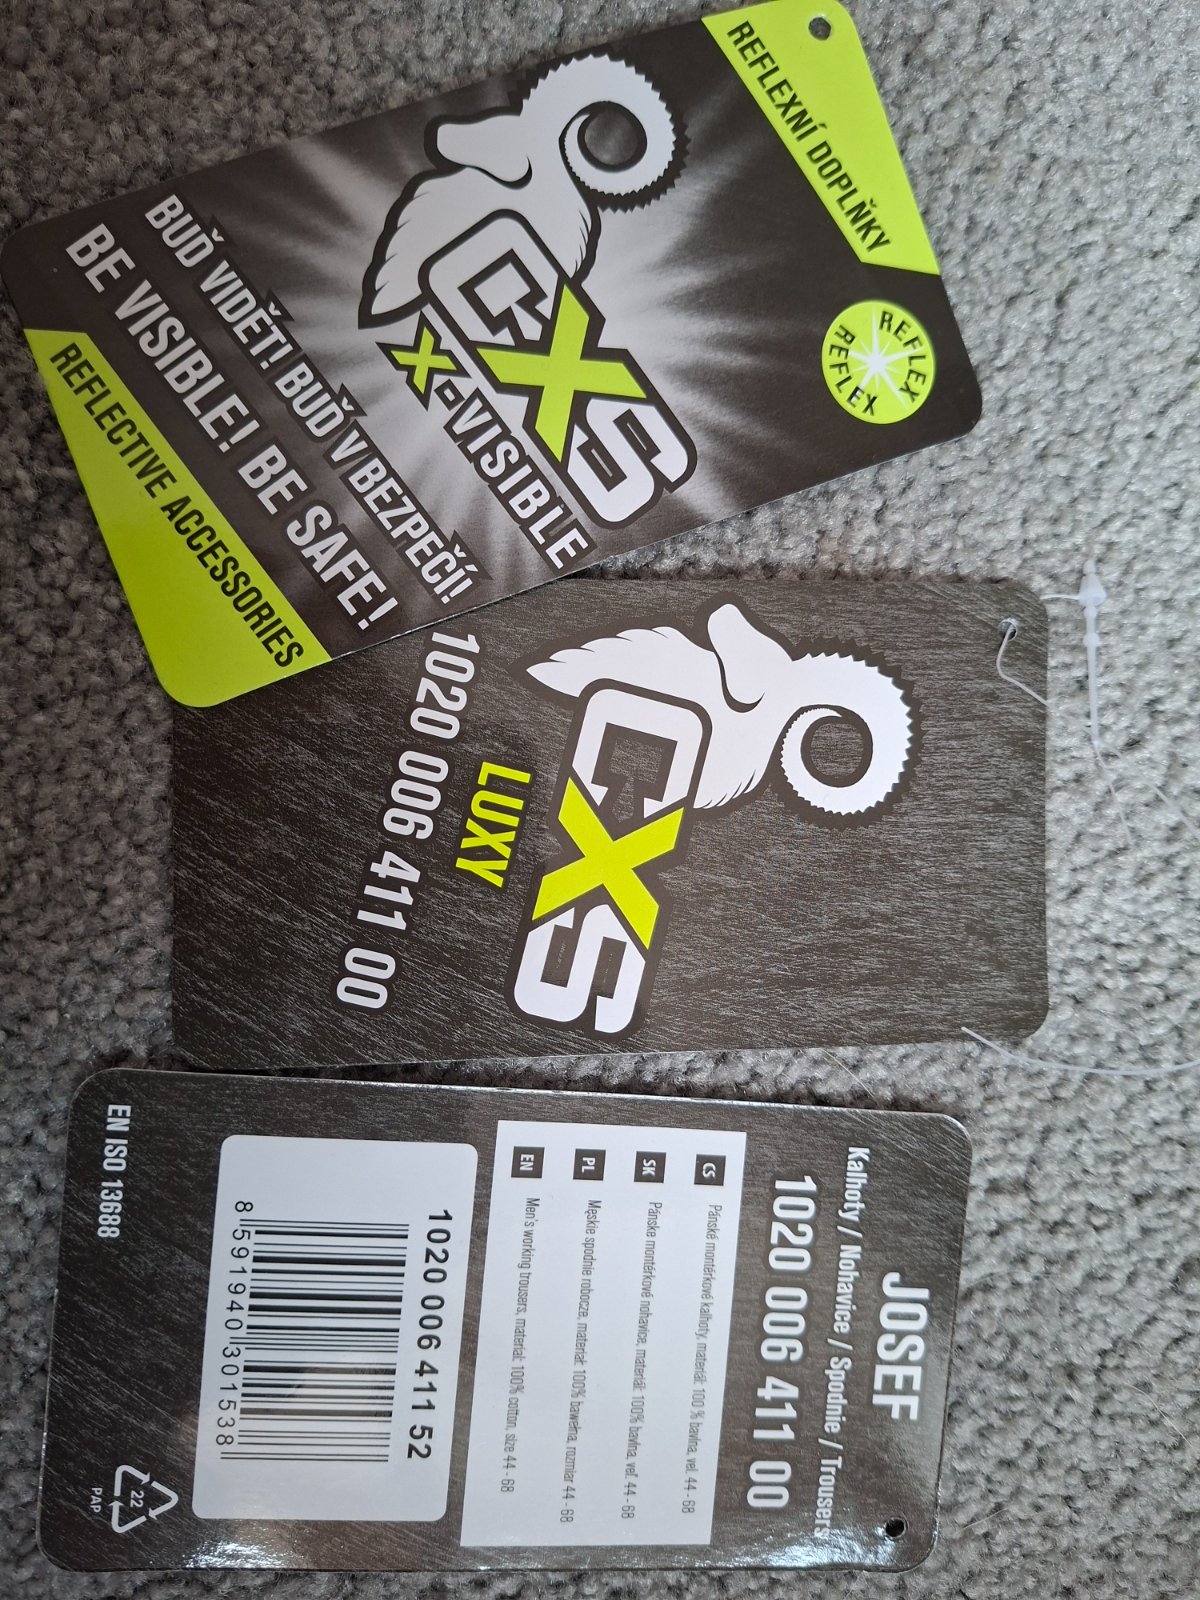 REFLEXNÍ DOPLŇKY
REFLEX
REFLEX
CXS
X-VISIBLE
BUĎ VIDĚT! BUĎ V BEZPEČÍ!
BE VISIBLE! BE SAFE!
REFLECTIVE ACCESSORIES
CXS
LUXY
1020 006 411 00
JOSEF
Kalhoty / Nohavice / Spodnie / Trousers
1020 006 411 00
CS Pánské montérkové kalhoty, materiál: 100 % bavlna, vel. 44 - 68
SK Pánske montérkové nohavice, materiál: 100% bavlna, veľ. 44 - 68
PL Męskie spodnie robocze, materiał: 100% bawełna, rozmiar 44 - 68
EN Men's working trousers, material: 100% cotton, size 44 - 68
1020 006 411 52
8 591940 301538
EN ISO 13688
22
PAP